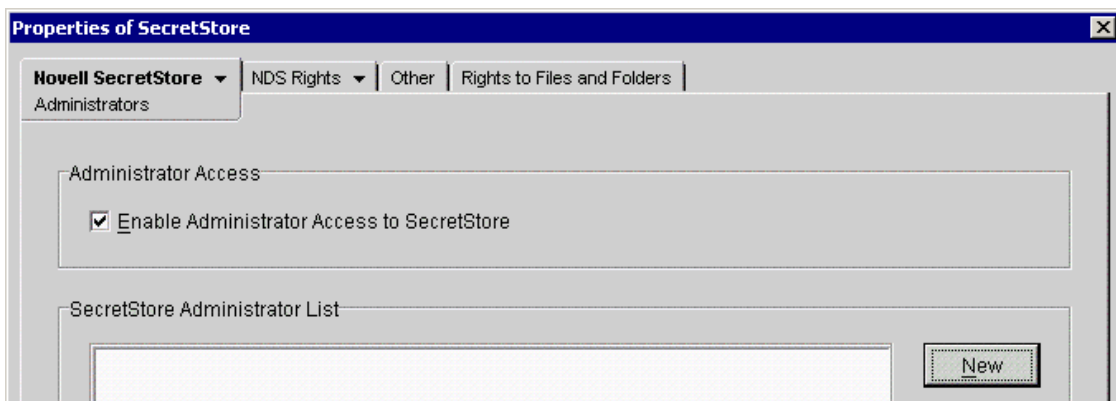 Properties of SecretStore
Novell SecretStore NDS Rights Other Rights to Files and Folders
Administrators
Administrator Access
Enable Administrator Access to SecretStore
SecretStore Administrator List
New